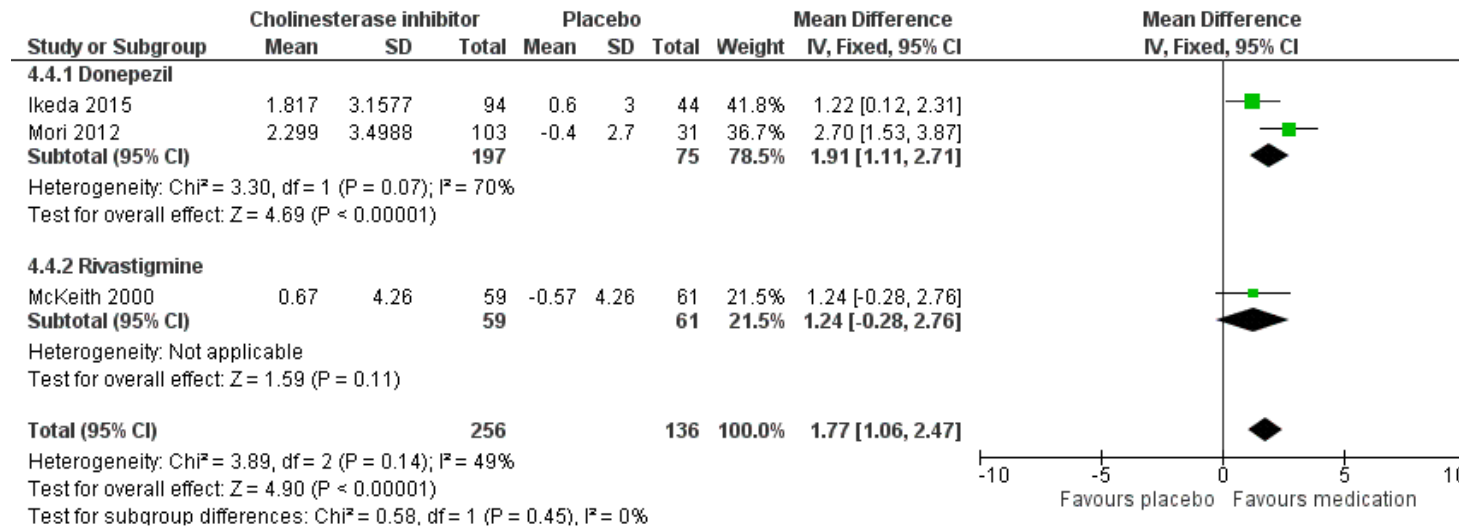 Cholinesterase inhibitor Placebo Mean Difference Mean Difference
Study or Subgroup Mean SD Total Mean SD Total Weight IV, Fixed, 95% CI IV, Fixed, 95% CI
4.4.1 Donepezil
Ikeda 2015 1.817 3.1577 94 0.6 3 44 41.8% 1.22 [0.12, 2.31]
Mori 2012 2.299 3.4988 103 -0.4 2.7 31 36.7% 2.70 [1.53, 3.87]
Subtotal (95% CI) 197 75 78.5% 1.91 [1.11, 2.71]
Heterogeneity: Chi² = 3.30, df = 1 (P = 0.07); I² = 70%
Test for overall effect: Z = 4.69 (P < 0.00001)
4.4.2 Rivastigmine
McKeith 2000 0.67 4.26 59 -0.57 4.26 61 21.5% 1.24 [-0.28, 2.76]
Subtotal (95% CI) 59 61 21.5% 1.24 [-0.28, 2.76]
Heterogeneity: Not applicable
Test for overall effect: Z = 1.59 (P = 0.11)
Total (95% CI) 256 136 100.0% 1.77 [1.06, 2.47]
Heterogeneity: Chi² = 3.89, df = 2 (P = 0.14); I² = 49%
Test for overall effect: Z = 4.90 (P < 0.00001)
Test for subgroup differences: Chi² = 0.58, df = 1 (P = 0.45), I² = 0%
-10 -5 0 5 10
Favours placebo Favours medication